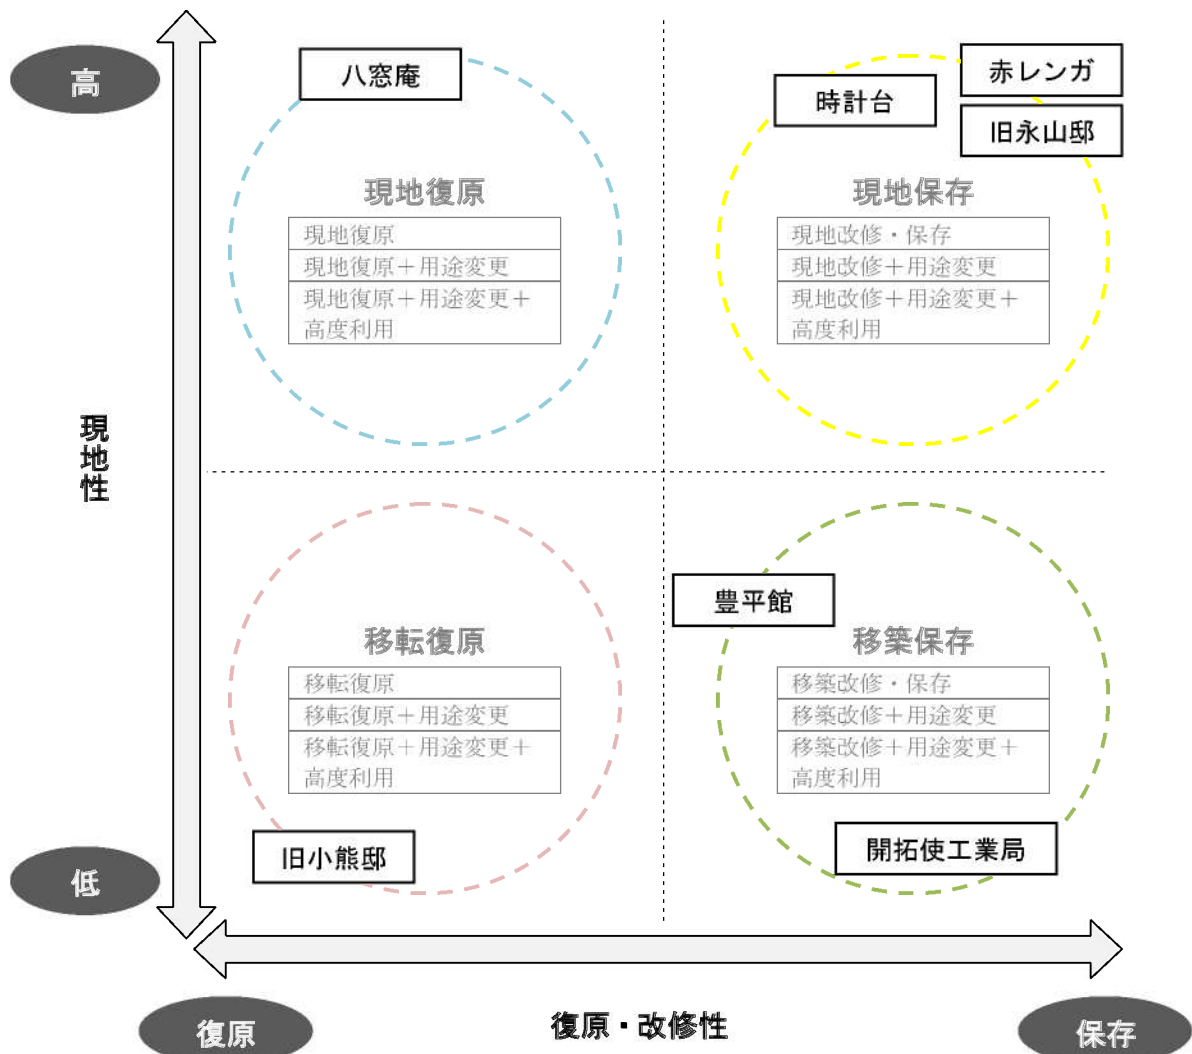 高
八窓庵
時計台
赤レンガ
旧永山邸
現地復原
現地復原
現地復原＋用途変更
現地復原＋用途変更＋
高度利用
現地保存
現地改修・保存
現地改修＋用途変更
現地改修＋用途変更＋
高度利用
現地性
移転復原
移転復原
移転復原＋用途変更
移転復原＋用途変更＋
高度利用
旧小熊邸
豊平館
移築保存
移築改修・保存
移築改修＋用途変更
移築改修＋用途変更＋
高度利用
開拓使工業局
低
復原
復原・改修性
保存